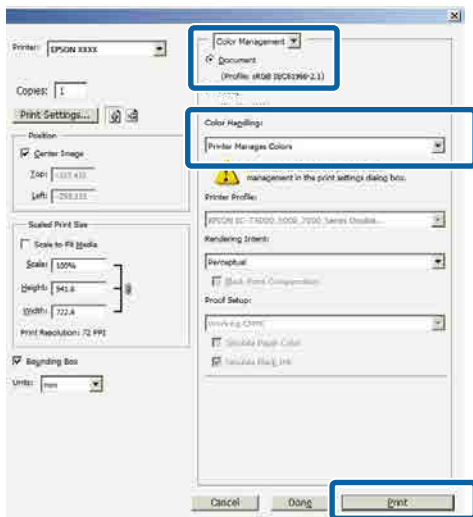 Printer: EPSON XXXX
Copies: 1
Print Settings...
Position
Center Image
Top:
Left:
Scaled Print Size
Scale to Fit Media
Scale: 100%
Height: 941.8
Width: 722.8
Print Resolution: 72 PPI
Bounding Box
Units: mm
Color Management
Document
(Profile: sRGB IEC61966-2.1)
Color Handling:
Printer Manages Colors
management in the print settings dialog box.
Printer Profile:
Rendering Intent:
Perceptual
Black Point Compensation
Proof Setup:
Working CMYK
Simulate Paper Color
Simulate Black Ink
Cancel
Done
Print